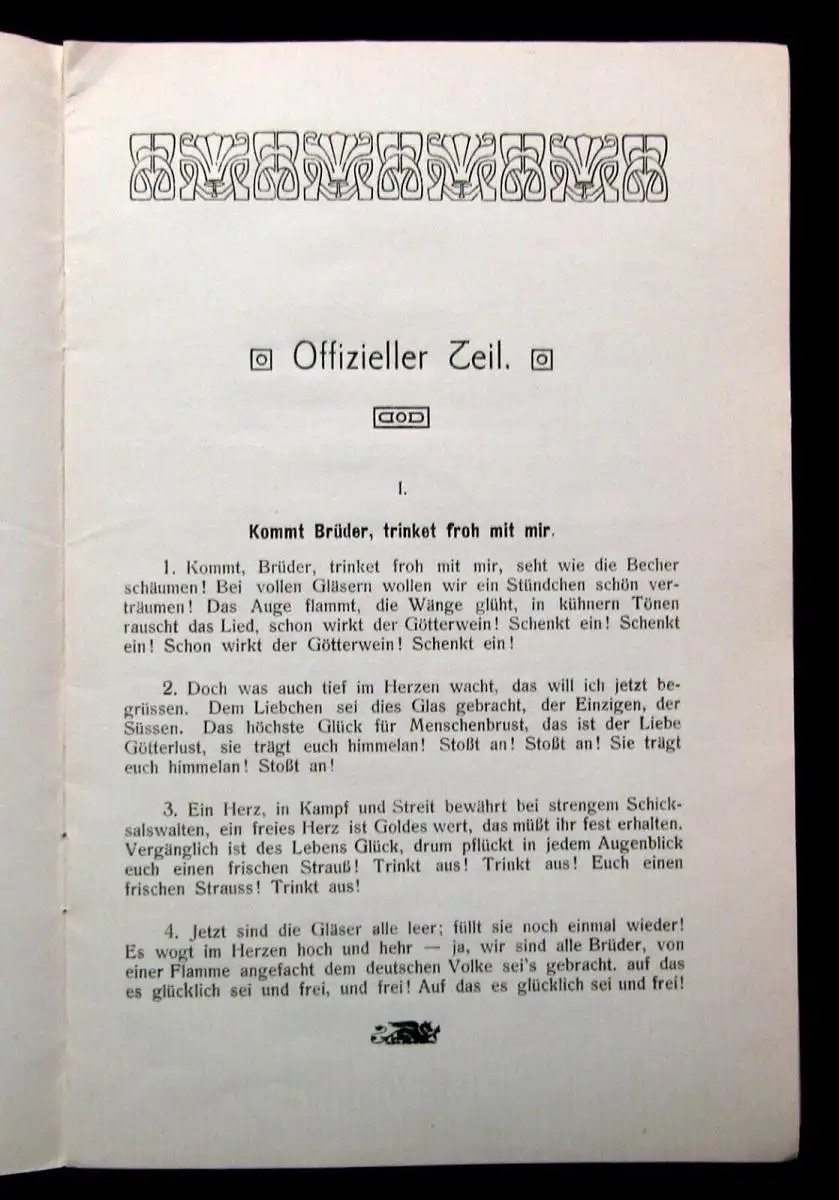 Offizieller Teil.
I.
Kommt Brüder, trinket froh mit mir.
1. Kommt, Brüder, trinket froh mit mir, seht wie die Becher
schäumen! Bei vollen Gläsern wollen wir ein Stündchen schön ver-
träumen! Das Auge flammt, die Wänge glüht, in kühnern Tönen
rauscht das Lied, schon wirkt der Götterwein! Schenkt ein! Schenkt
ein! Schon wirkt der Götterwein! Schenkt ein!
2. Doch was auch tief im Herzen wacht, das will ich jetzt be-
grüssen. Dem Liebchen sei dies Glas gebracht, der Einzigen, der
Süssen. Das höchste Glück für Menschenbrust, das ist der Liebe
Götterlust, sie trägt euch himmelan! Stoßt an! Stoßt an! Sie trägt
euch himmelan! Stoßt an!
3. Ein Herz, in Kampf und Streit bewährt bei strengem Schick-
salswalten, ein freies Herz ist Goldes wert, das müßt ihr fest erhalten.
Vergänglich ist des Lebens Glück, drum pflückt in jedem Augenblick
euch einen frischen Strauß! Trinkt aus! Trinkt aus! Euch einen
frischen Strauss! Trinkt aus!
4. Jetzt sind die Gläser alle leer; füllt sie noch einmal wieder!
Es wogt im Herzen hoch und hehr — ja, wir sind alle Brüder, von
einer Flamme angefacht dem deutschen Volke sei's gebracht. auf das
es glücklich sei und frei, und frei! Auf das es glücklich sei und frei!